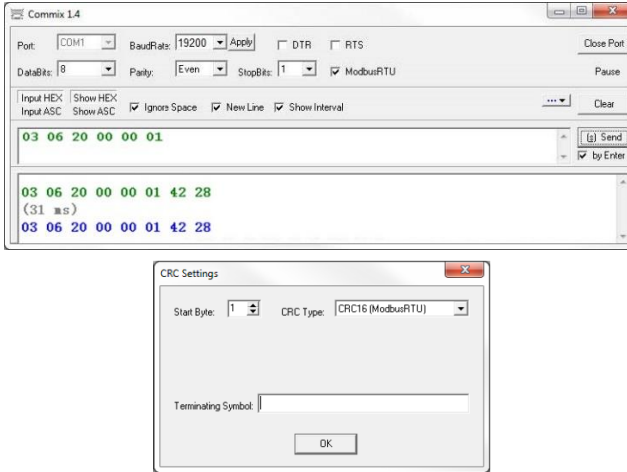 Commix 1.4
Port: COM1 BaudRate: 19200 Apply DTR RTS Close Port
DataBits: 8 Parity: Even StopBits: 1 ModbusRTU Pause
Input HEX Show HEX
Input ASC Show ASC Ignore Space New Line Show Interval ... Clear
03 06 20 00 00 01 (s) Send
by Enter
03 06 20 00 00 01 42 28
(31 ms)
03 06 20 00 00 01 42 28
CRC Settings
Start Byte: 1 CRC Type: CRC16 (ModbusRTU)
Terminating Symbol:
OK